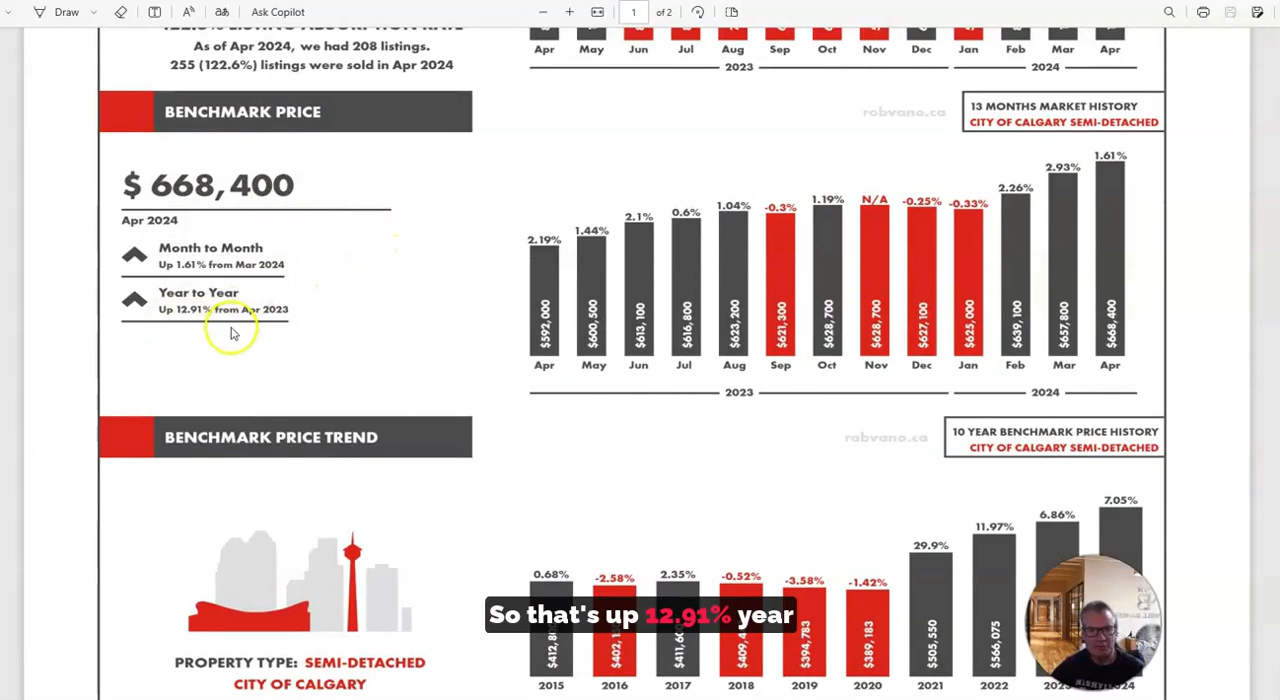 Draw
Ask Copilot
1 of 2
As of Apr 2024, we had 208 listings.
255 (122.6%) listings were sold in Apr 2024
Apr May Jun Jul Aug Sep Oct Nov Dec Jan Feb Mar Apr
2023 2024
BENCHMARK PRICE
robvano.ca
13 MONTHS MARKET HISTORY
CITY OF CALGARY SEMI-DETACHED
$ 668,400
Apr 2024
Month to Month
Up 1.61% from Mar 2024
Year to Year
Up 12.91% from Apr 2023
2.19% 1.44% 2.1% 0.6% 1.04% -0.3% 1.19% N/A -0.25% -0.33% 2.26% 2.93% 1.61%
$592,000 $600,500 $613,100 $616,800 $623,200 $621,300 $628,700 $628,700 $627,100 $625,000 $639,100 $657,800 $668,400
Apr May Jun Jul Aug Sep Oct Nov Dec Jan Feb Mar Apr
2023 2024
BENCHMARK PRICE TREND
robvano.ca
10 YEAR BENCHMARK PRICE HISTORY
CITY OF CALGARY SEMI-DETACHED
0.68% -2.58% 2.35% -0.52% -3.58% -1.42% 29.9% 11.97% 6.86% 7.05%
$394,783 $389,183 $505,550 $566,075
2015 2016 2017 2018 2019 2020 2021 2022
So that's up 12.91% year
PROPERTY TYPE: SEMI-DETACHED
CITY OF CALGARY